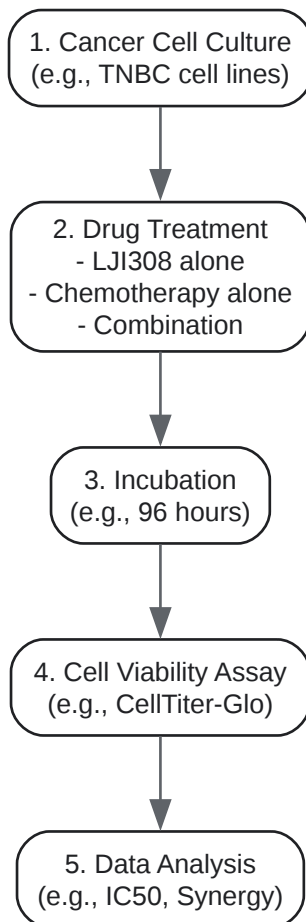 1. Cancer Cell Culture
(e.g., TNBC cell lines)
2. Drug Treatment
- LJI308 alone
- Chemotherapy alone
- Combination
3. Incubation
(e.g., 96 hours)
4. Cell Viability Assay
(e.g., CellTiter-Glo)
5. Data Analysis
(e.g., IC50, Synergy)